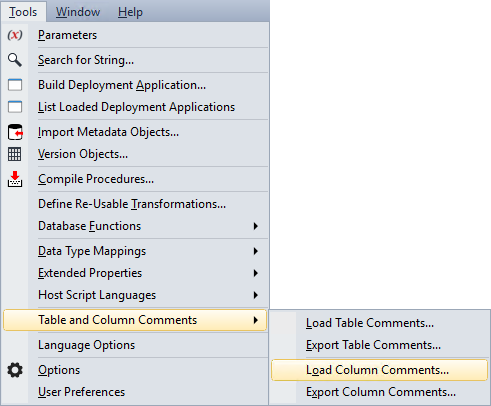 Tools Window Help
(x) Parameters
Search for String...
Build Deployment Application...
List Loaded Deployment Applications
Import Metadata Objects...
Version Objects...
Compile Procedures...
Define Re-Usable Transformations...
Database Functions
Data Type Mappings
Extended Properties
Host Script Languages
Table and Column Comments
Load Table Comments...
Export Table Comments...
Load Column Comments...
Export Column Comments...
Language Options
Options
User Preferences